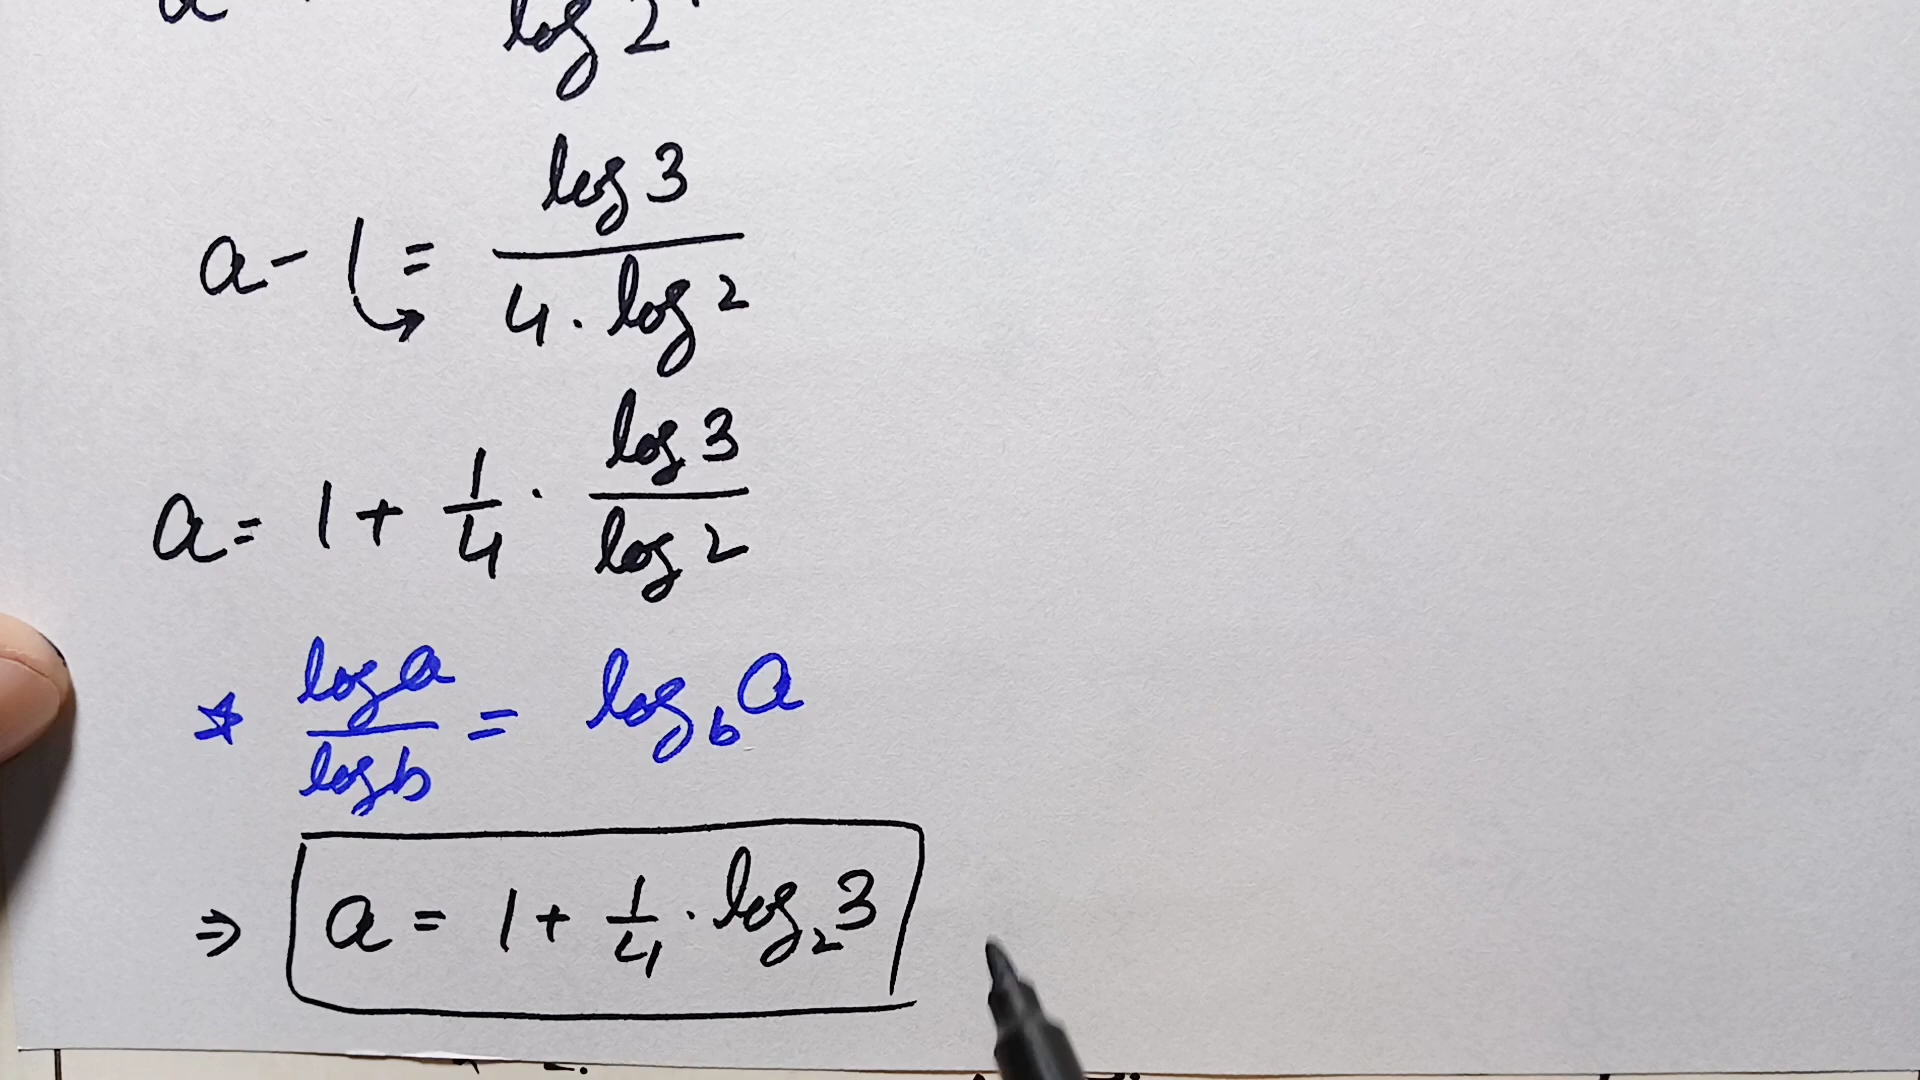 log 2
a - 1 = log 3 / 4 . log 2
a = 1 + 1/4 . log 3 / log 2
* log a / log b = log_b a
⇒ a = 1 + 1/4 . log_2 3